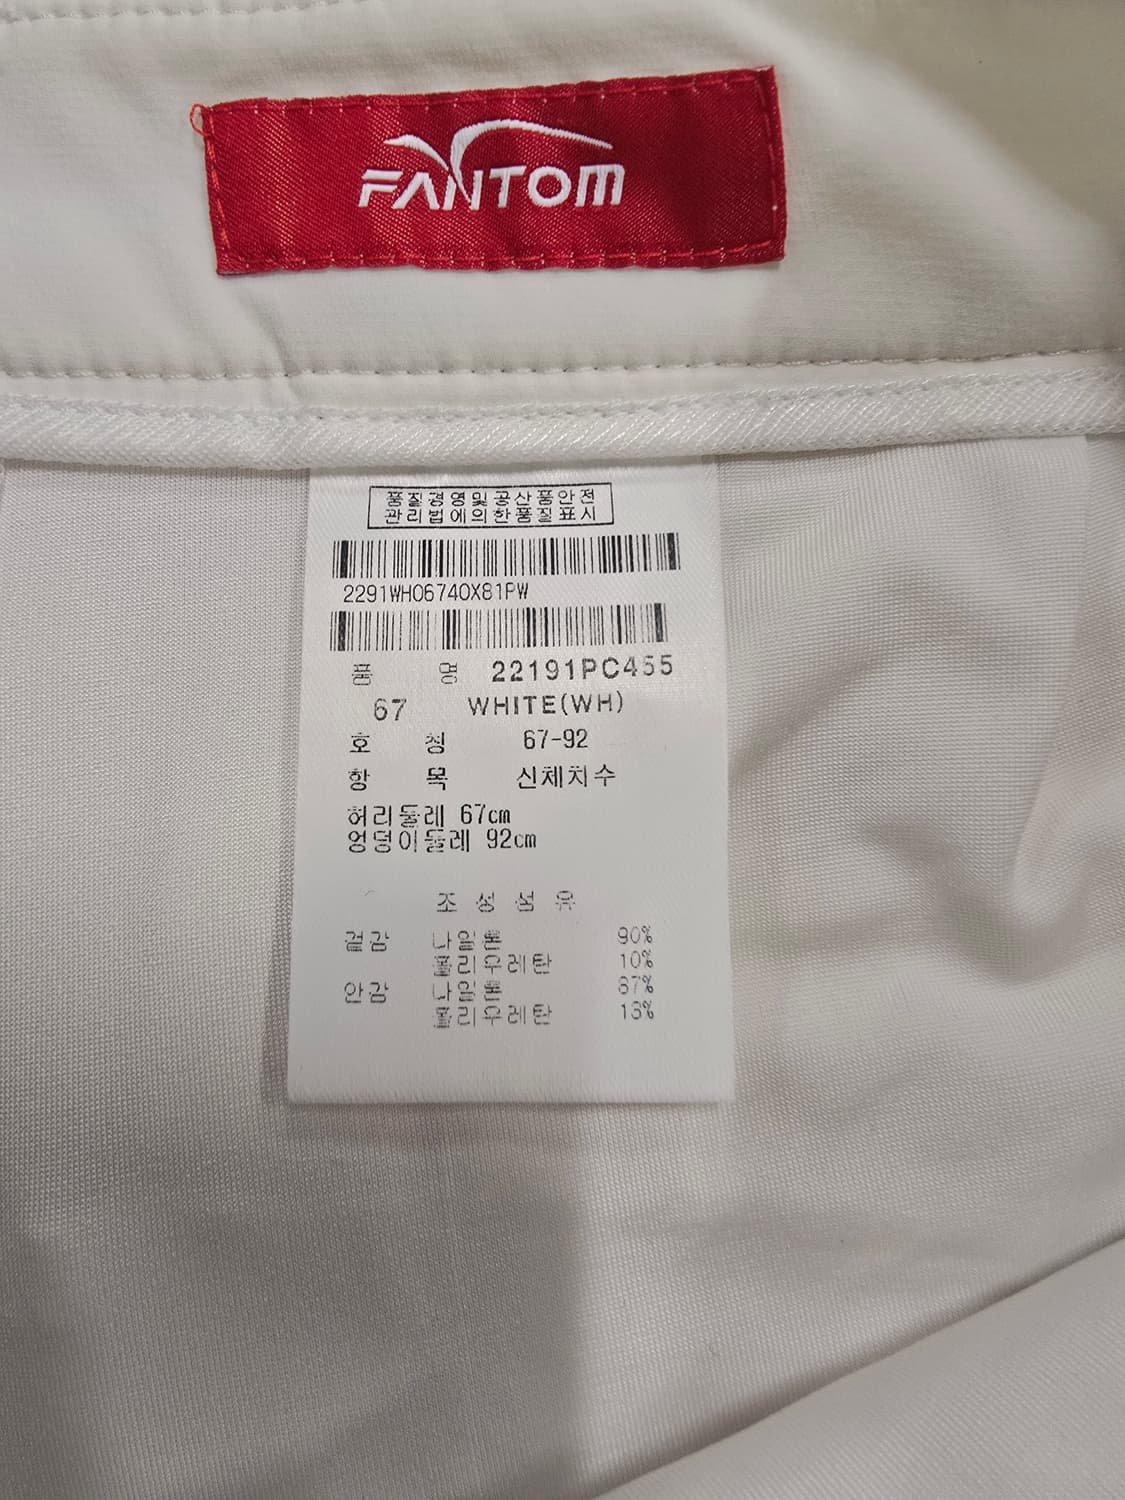 FANTOM
품질경영및공산품안전
관리법에의한품질표시
2291WH06740X81PW
품 명 22191PC455
67 WHITE(WH)
호 칭 67-92
항 목 신체치수
허리둘레 67cm
엉덩이둘레 92cm
조 성 섬 유
겉감 나일론 90%
폴리우레탄 10%
안감 나일론 87%
폴리우레탄 13%